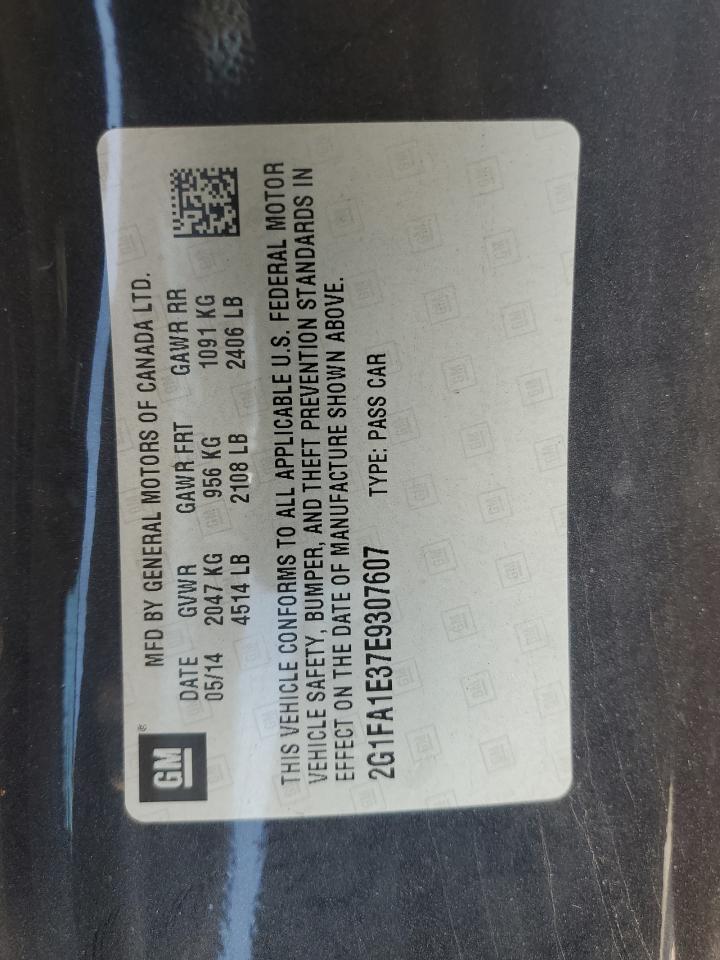 GM®
MFD BY GENERAL MOTORS OF CANADA LTD.
DATE GVWR GAWR FRT GAWR RR
05/14 2047 KG 956 KG 1091 KG
4514 LB 2108 LB 2406 LB
THIS VEHICLE CONFORMS TO ALL APPLICABLE U.S. FEDERAL MOTOR
VEHICLE SAFETY, BUMPER, AND THEFT PREVENTION STANDARDS IN
EFFECT ON THE DATE OF MANUFACTURE SHOWN ABOVE.
2G1FA1E37E9307607 TYPE: PASS CAR